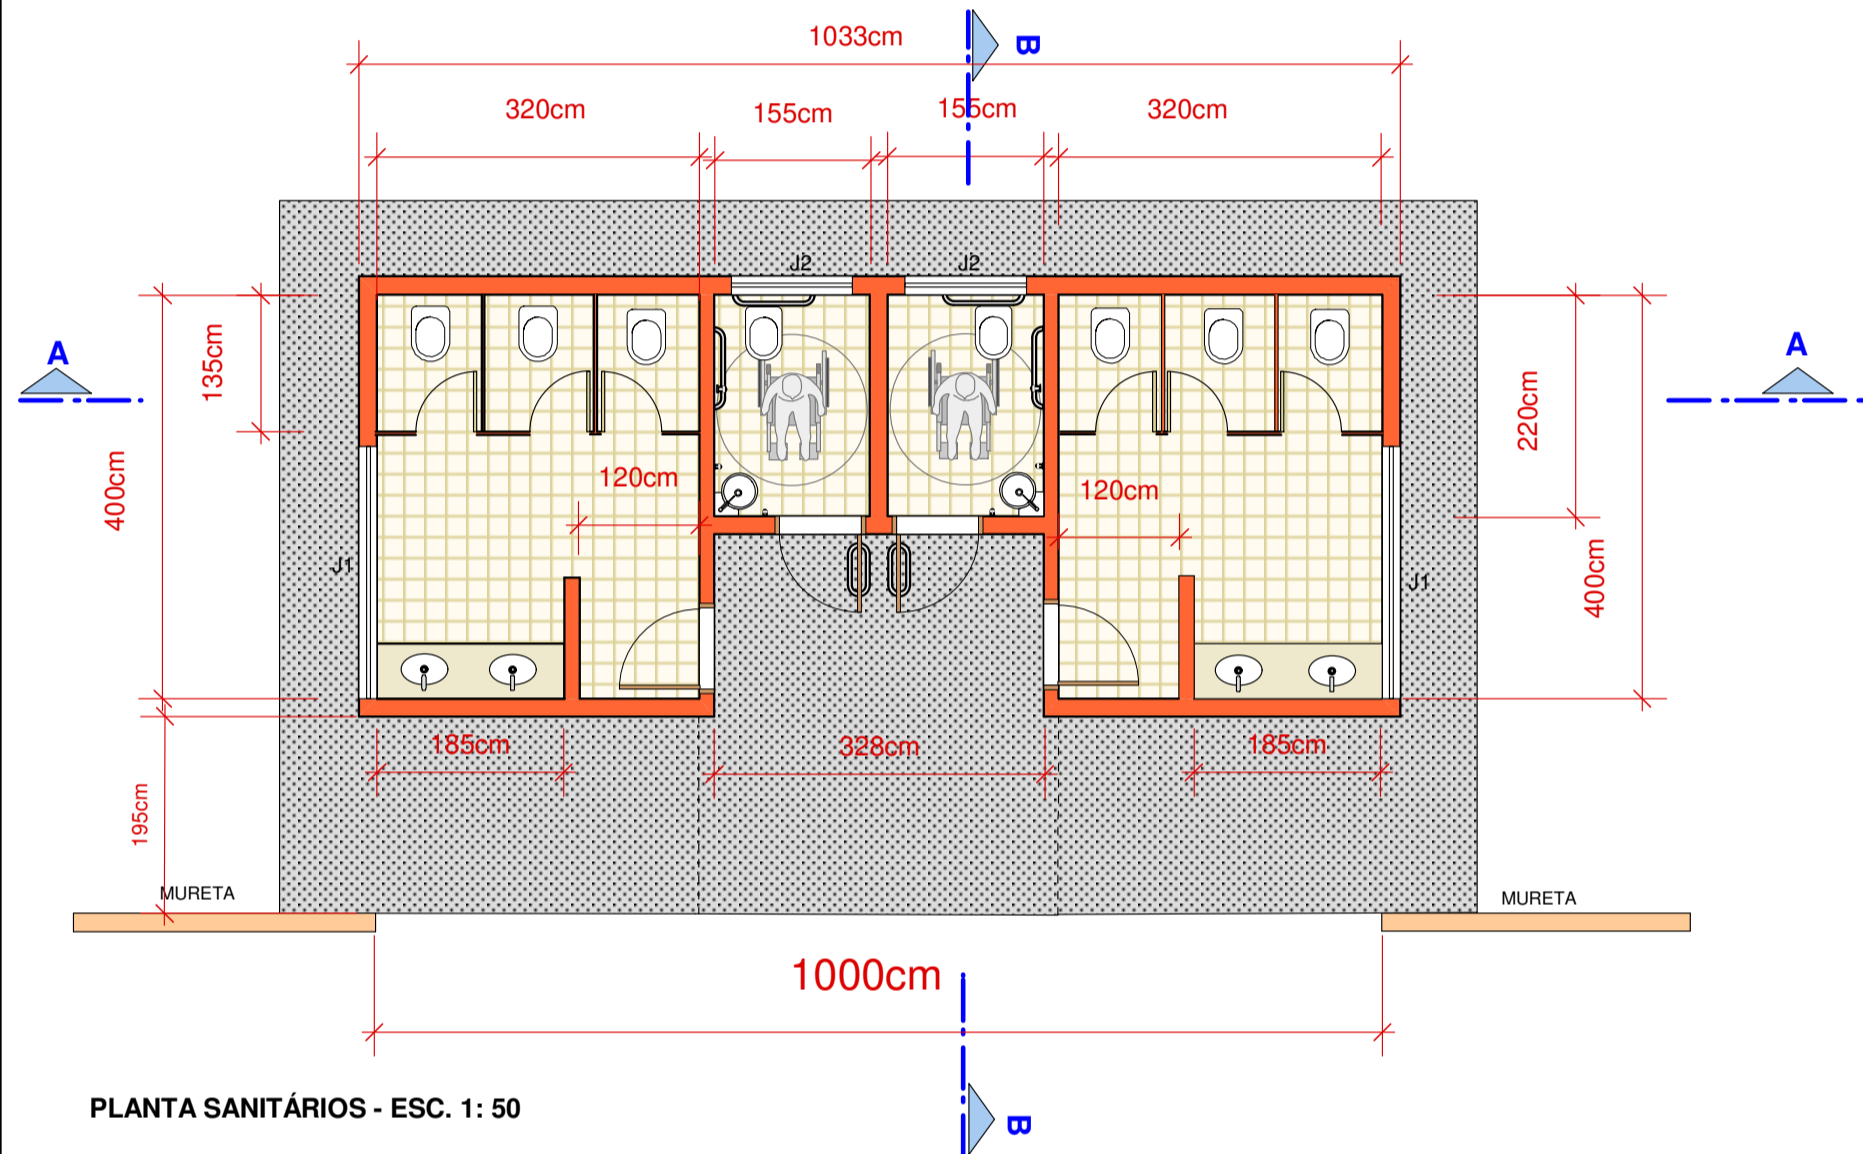 1033cm
B
320cm
155cm
155cm
320cm
J2
J2
A
A
135cm
220cm
400cm
120cm
120cm
J1
J1
400cm
185cm
328cm
185cm
195cm
MURETA
MURETA
1000cm
PLANTA SANITÁRIOS - ESC. 1: 50
B